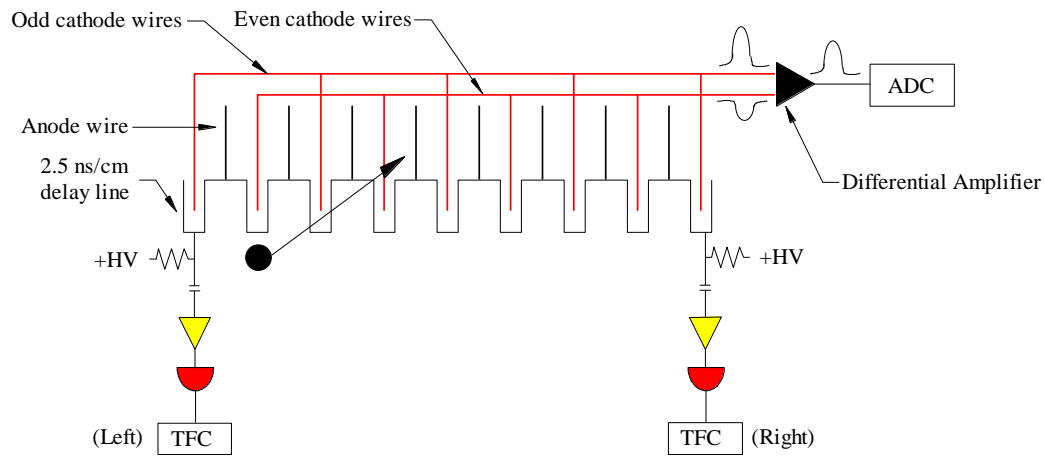 Odd cathode wires
Even cathode wires
ADC
Anode wire
2.5 ns/cm
delay line
Differential Amplifier
+HV
+HV
(Left)
TFC
TFC
(Right)